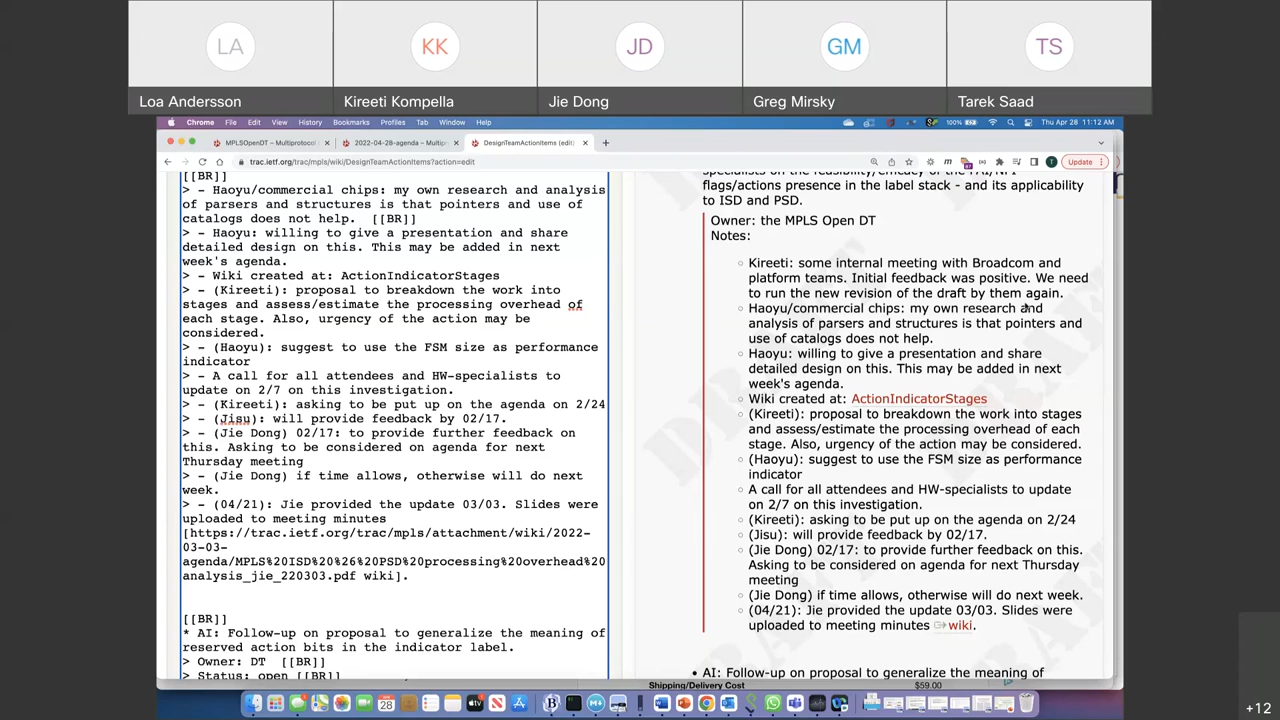 LA
KK
JD
GM
TS
Loa Andersson
Kireeti Kompella
Jie Dong
Greg Mirsky
Tarek Saad
Chrome File Edit View History Bookmarks Profiles Tab Window Help
100%
Thu Apr 28 11:12 AM
MPLSOpenDT – Multiprotocol
2022-04-28-agenda – Multipr
DesignTeamActionItems (edit)
trac.ietf.org/trac/mpls/wiki/DesignTeamActionItems?action=edit
Update
[[BR]]
> - Haoyu/commercial chips: my own research and analysis
of parsers and structures is that pointers and use of
catalogs does not help.  [[BR]]
> - Haoyu: willing to give a presentation and share
detailed design on this. This may be added in next
week's agenda.
> - Wiki created at: ActionIndicatorStages
> - (Kireeti): proposal to breakdown the work into
stages and assess/estimate the processing overhead of
each stage. Also, urgency of the action may be
considered.
> - (Haoyu): suggest to use the FSM size as performance
indicator
> - A call for all attendees and HW-specialists to
update on 2/7 on this investigation.
> - (Kireeti): asking to be put up on the agenda on 2/24
> - (Jisu): will provide feedback by 02/17.
> - (Jie Dong) 02/17: to provide further feedback on
this. Asking to be considered on agenda for next
Thursday meeting
> - (Jie Dong) if time allows, otherwise will do next
week.
> - (04/21): Jie provided the update 03/03. Slides were
uploaded to meeting minutes
[https://trac.ietf.org/trac/mpls/attachment/wiki/2022-
03-03-
agenda/MPLS%20ISD%20%26%20PSD%20processing%20overhead%20
analysis_jie_220303.pdf wiki].
[[BR]]
* AI: Follow-up on proposal to generalize the meaning of
reserved action bits in the indicator label.
> Owner: DT  [[BR]]
> Status: open [[BR]]
flags/actions presence in the label stack - and its applicability
to ISD and PSD.
Owner: the MPLS Open DT
Notes:
Kireeti: some internal meeting with Broadcom and
platform teams. Initial feedback was positive. We need
to run the new revision of the draft by them again.
Haoyu/commercial chips: my own research and
analysis of parsers and structures is that pointers and
use of catalogs does not help.
Haoyu: willing to give a presentation and share
detailed design on this. This may be added in next
week's agenda.
Wiki created at: ActionIndicatorStages
(Kireeti): proposal to breakdown the work into stages
and assess/estimate the processing overhead of each
stage. Also, urgency of the action may be considered.
(Haoyu): suggest to use the FSM size as performance
indicator
A call for all attendees and HW-specialists to update
on 2/7 on this investigation.
(Kireeti): asking to be put up on the agenda on 2/24
(Jisu): will provide feedback by 02/17.
(Jie Dong) 02/17: to provide further feedback on this.
Asking to be considered on agenda for next Thursday
meeting
(Jie Dong) if time allows, otherwise will do next week.
(04/21): Jie provided the update 03/03. Slides were
uploaded to meeting minutes wiki.
AI: Follow-up on proposal to generalize the meaning of
Shipping/Delivery Cost
$59.00
+12